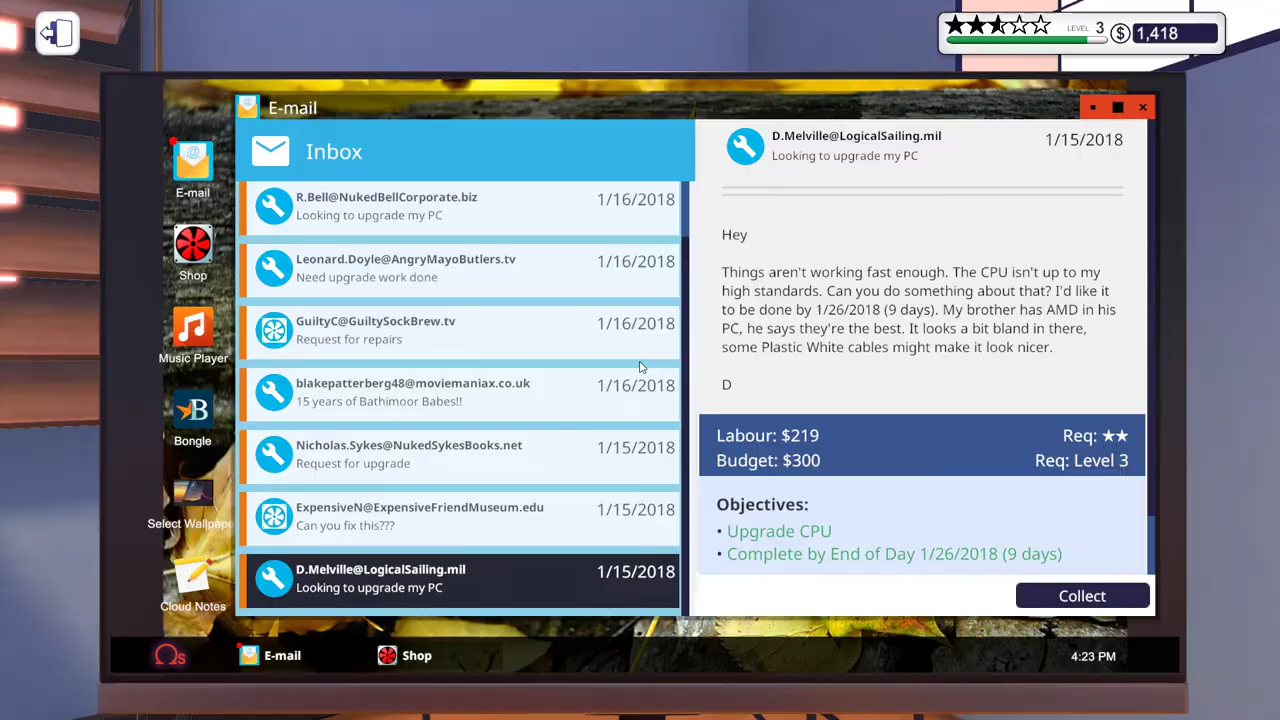 LEVEL 3 $ 1,418
E-mail
Inbox
R.Bell@NukedBellCorporate.biz 1/16/2018
Looking to upgrade my PC
Leonard.Doyle@AngryMayoButlers.tv 1/16/2018
Need upgrade work done
GuiltyC@GuiltySockBrew.tv 1/16/2018
Request for repairs
blakepatterberg48@moviemaniax.co.uk 1/16/2018
15 years of Bathimoor Babes!!
Nicholas.Sykes@NukedSykesBooks.net 1/15/2018
Request for upgrade
ExpensiveN@ExpensiveFriendMuseum.edu 1/15/2018
Can you fix this???
D.Melville@LogicalSailing.mil 1/15/2018
Looking to upgrade my PC
D.Melville@LogicalSailing.mil 1/15/2018
Looking to upgrade my PC
Hey
Things aren't working fast enough. The CPU isn't up to my
high standards. Can you do something about that? I'd like it
to be done by 1/26/2018 (9 days). My brother has AMD in his
PC, he says they're the best. It looks a bit bland in there,
some Plastic White cables might make it look nicer.
D
Labour: $219 Req: ★★
Budget: $300 Req: Level 3
Objectives:
• Upgrade CPU
• Complete by End of Day 1/26/2018 (9 days)
Collect
E-mail
Shop
Music Player
B
Bongle
Select Wallpape
Cloud Notes
Ωs E-mail Shop 4:23 PM